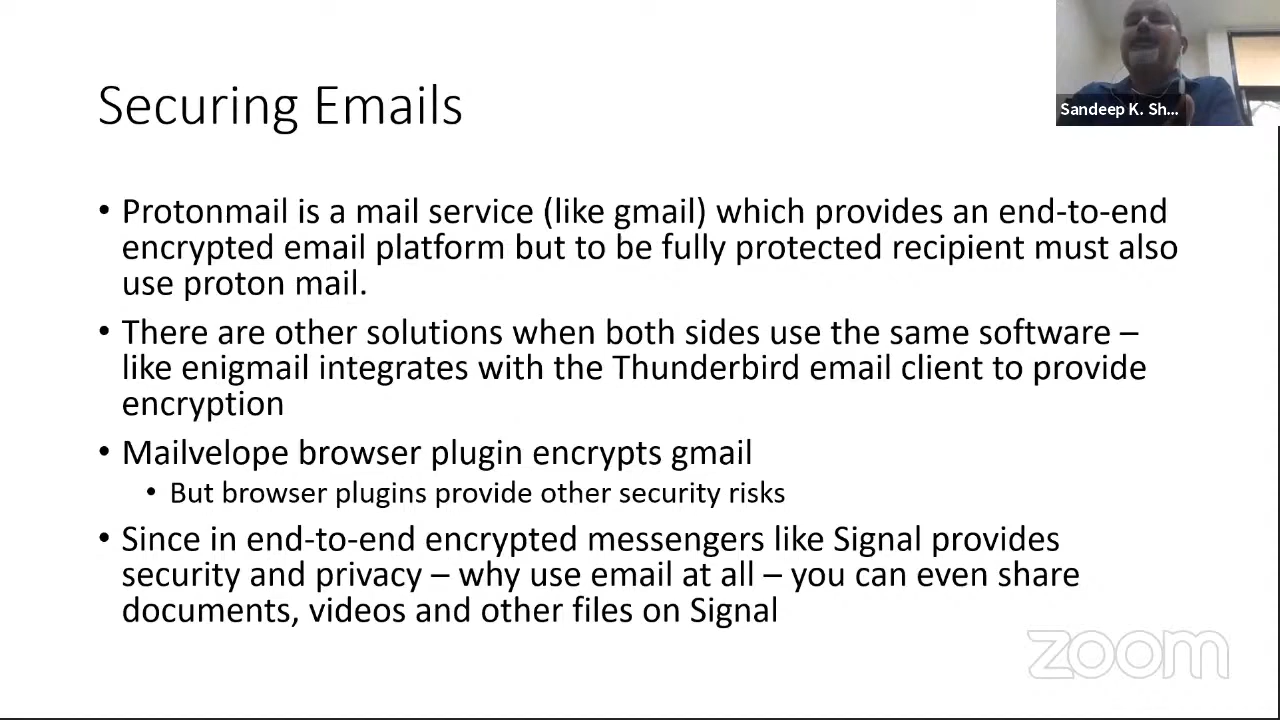 Sandeep K. Sh...
Securing Emails
• Protonmail is a mail service (like gmail) which provides an end-to-end
encrypted email platform but to be fully protected recipient must also
use proton mail.
• There are other solutions when both sides use the same software –
like enigmail integrates with the Thunderbird email client to provide
encryption
• Mailvelope browser plugin encrypts gmail
• But browser plugins provide other security risks
• Since in end-to-end encrypted messengers like Signal provides
security and privacy – why use email at all – you can even share
documents, videos and other files on Signal
zoom